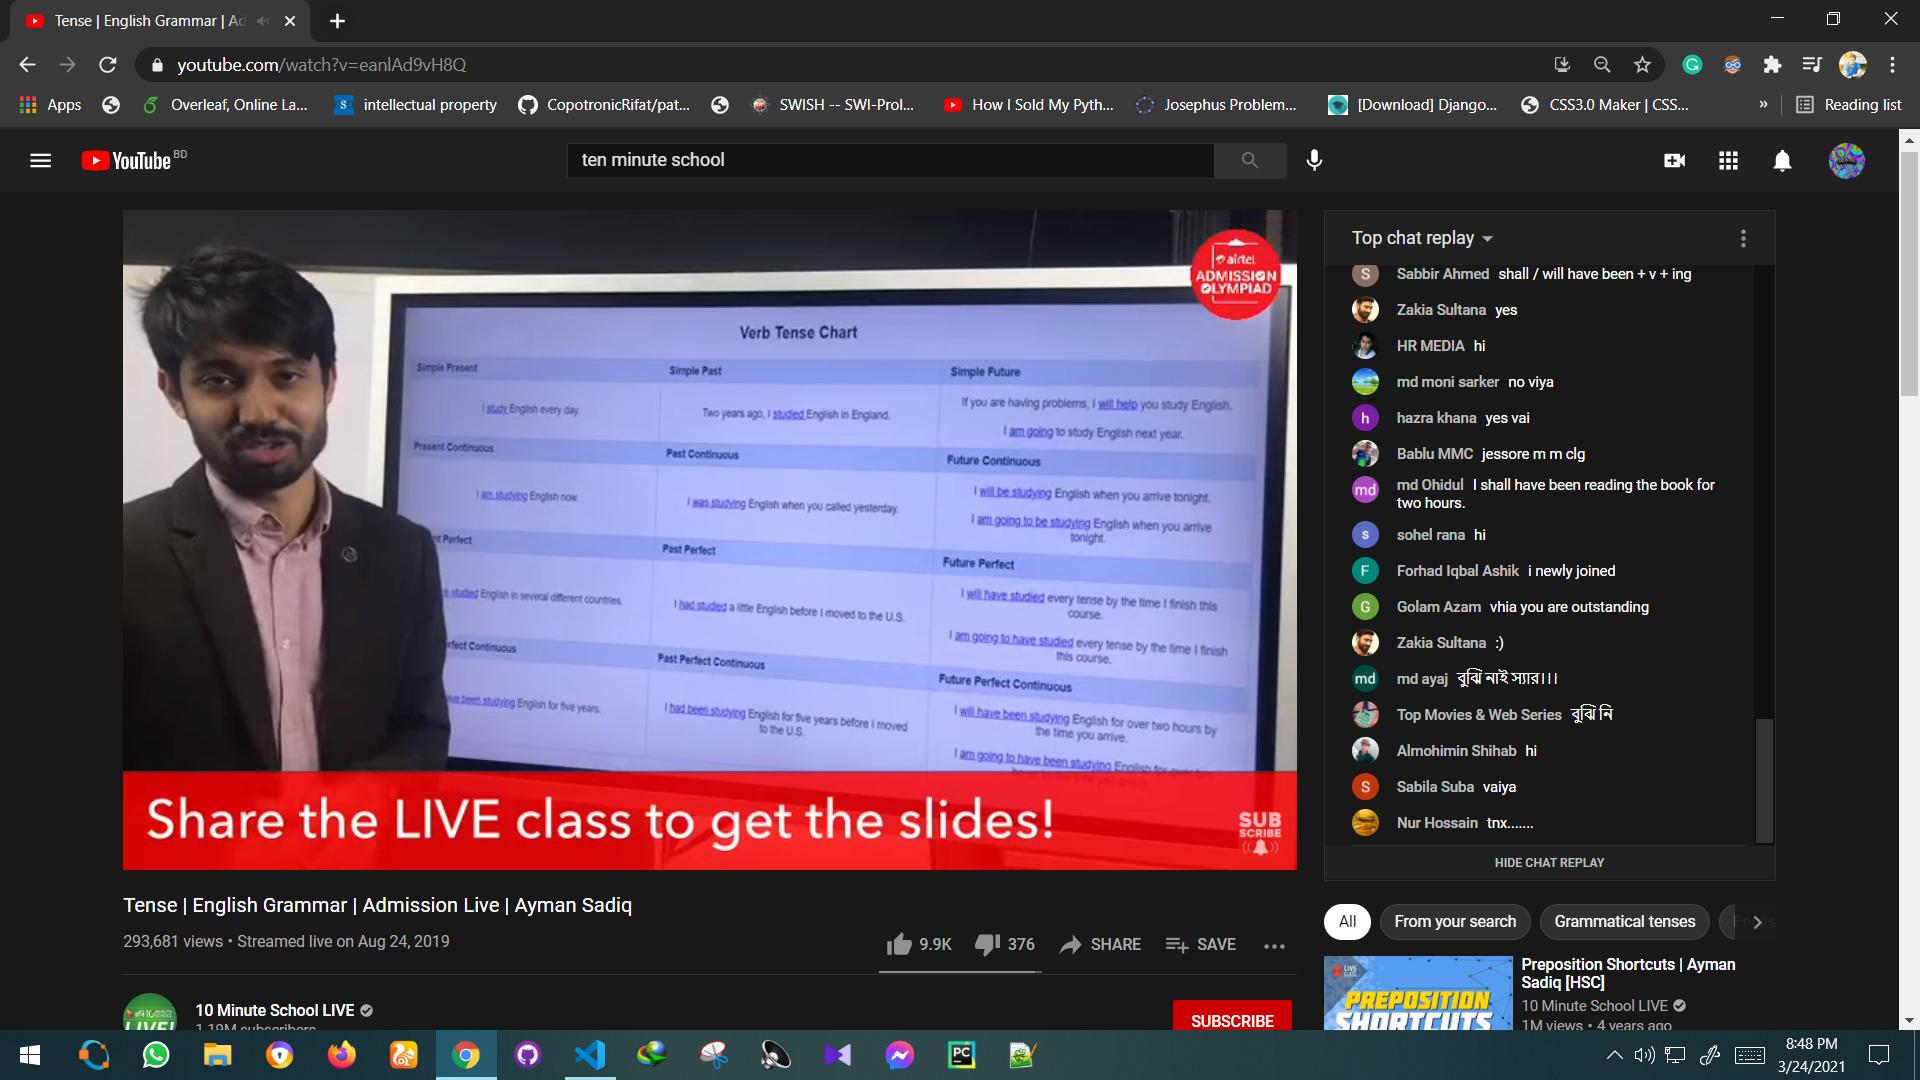 Tense | English Grammar | Ad
youtube.com/watch?v=eanlAd9vH8Q
Apps
Overleaf, Online La...
intellectual property
CopotronicRifat/pat...
SWISH -- SWI-Prol...
How I Sold My Pyth...
Josephus Problem...
[Download] Django...
CSS3.0 Maker | CSS...
»
Reading list
YouTube BD
ten minute school
airtel
ADMISSION
OLYMPIAD
Verb Tense Chart
Simple Present
Simple Past
Simple Future
I study English every day.
Two years ago, I studied English in England.
If you are having problems, I will help you study English.
I am going to study English next year.
Present Continuous
Past Continuous
Future Continuous
I am studying English now.
I was studying English when you called yesterday.
I will be studying English when you arrive tonight.
I am going to be studying English when you arrive
tonight.
nt Perfect
Past Perfect
Future Perfect
studied English in several different countries.
I had studied a little English before I moved to the U.S.
I will have studied every tense by the time I finish this
course.
I am going to have studied every tense by the time I finish
this course.
rfect Continuous
Past Perfect Continuous
Future Perfect Continuous
ve been studying English for five years.
I had been studying English for five years before I moved
to the U.S.
I will have been studying English for over two hours by
the time you arrive.
I am going to have been studying English for
Share the LIVE class to get the slides!
SUB
SCRIBE
Tense | English Grammar | Admission Live | Ayman Sadiq
293,681 views • Streamed live on Aug 24, 2019
9.9K
376
SHARE
SAVE
10 Minute School LIVE
1.19M subscribers
SUBSCRIBE
Top chat replay
Sabbir Ahmed shall / will have been + v + ing
Zakia Sultana yes
HR MEDIA hi
md moni sarker no viya
hazra khana yes vai
Bablu MMC jessore m m clg
md Ohidul I shall have been reading the book for
two hours.
sohel rana hi
Forhad Iqbal Ashik i newly joined
Golam Azam vhia you are outstanding
Zakia Sultana :)
md ayaj বুঝি নাই স্যার।।।
Top Movies & Web Series বুঝি নি
Almohimin Shihab hi
Sabila Suba vaiya
Nur Hossain tnx.......
HIDE CHAT REPLAY
All
From your search
Grammatical tenses
LIVE
PREPOSITION
SHORTCUTS
Preposition Shortcuts | Ayman
Sadiq [HSC]
10 Minute School LIVE
1M views • 4 years ago
8:48 PM
3/24/2021